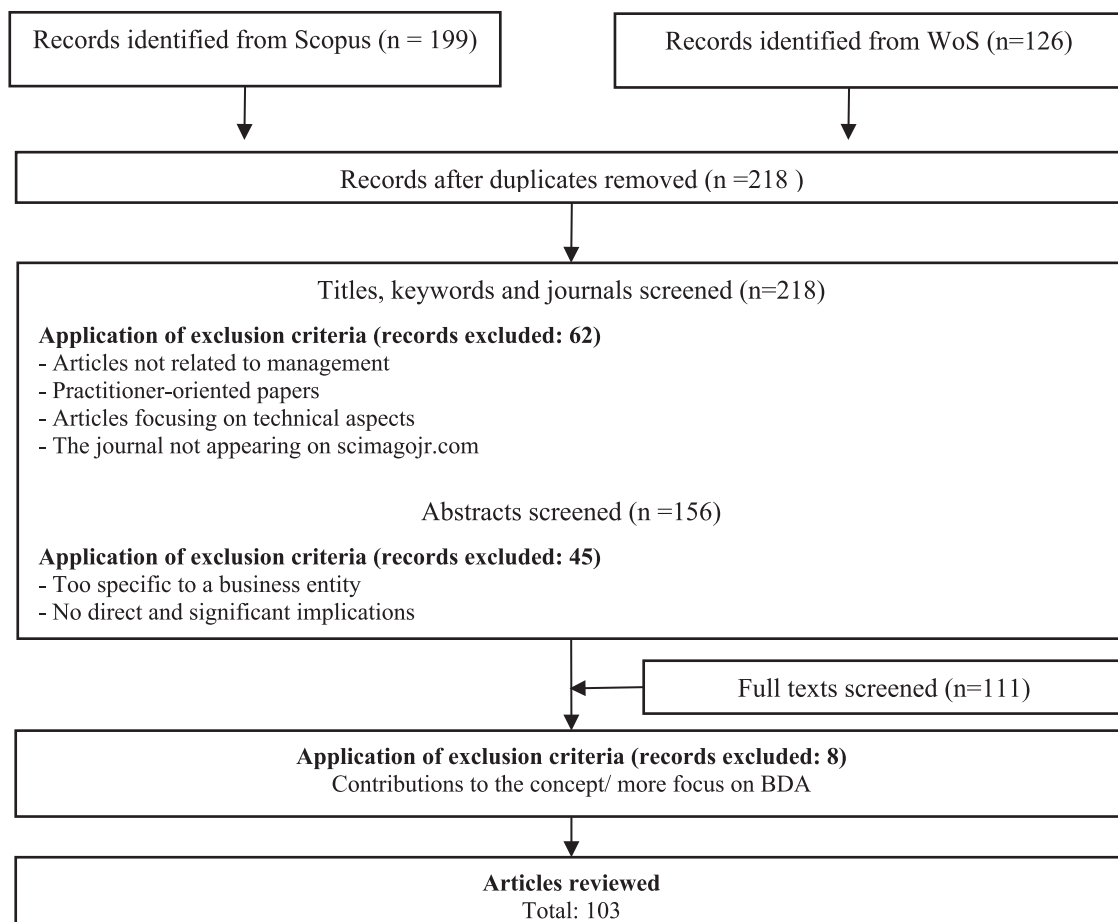 Records identified from Scopus (n = 199)
Records identified from WoS (n=126)
Records after duplicates removed (n =218 )
Titles, keywords and journals screened (n=218)
Application of exclusion criteria (records excluded: 62)
- Articles not related to management
- Practitioner-oriented papers
- Articles focusing on technical aspects
- The journal not appearing on scimagojr.com
Abstracts screened (n =156)
Application of exclusion criteria (records excluded: 45)
- Too specific to a business entity
- No direct and significant implications
Full texts screened (n=111)
Application of exclusion criteria (records excluded: 8)
Contributions to the concept/ more focus on BDA
Articles reviewed
Total: 103